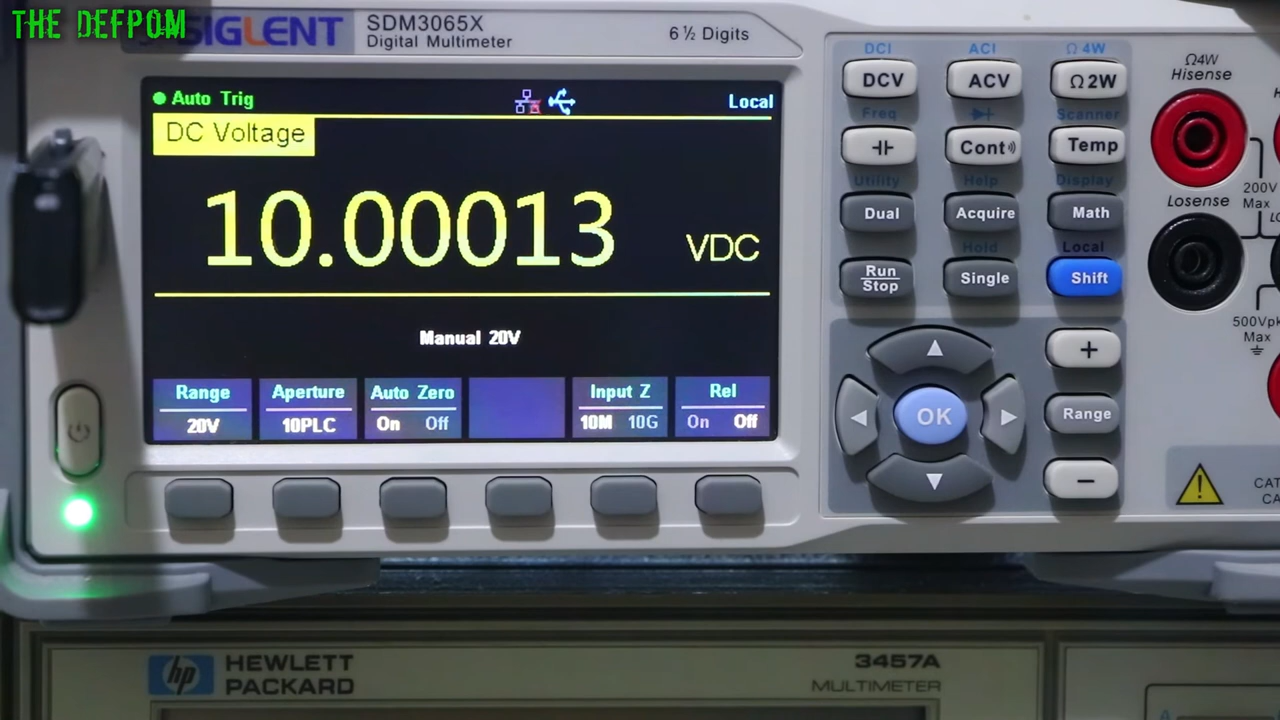 THE DEFPOM
SIGLENT
SDM3065X
Digital Multimeter
6 ½ Digits
Auto Trig
Local
DC Voltage
10.00013 VDC
Manual 20V
Range
20V
Aperture
10PLC
Auto Zero
On Off
Input Z
10M 10G
Rel
On Off
DCI
ACI
Ω 4W
DCV
ACV
Ω2W
Freq
Scanner
Cont
Temp
Utility
Help
Display
Dual
Acquire
Math
Hold
Local
Run
Stop
Single
Shift
+
OK
Range
−
Ω4W
Hisense
200V
Max
Losense
500Vpk
Max
CAT
hp
HEWLETT
PACKARD
3457A
MULTIMETER